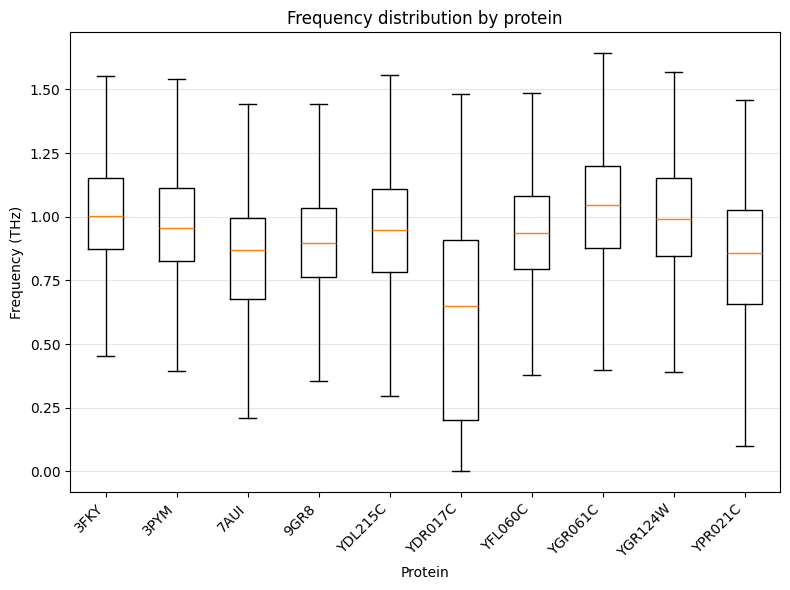 Frequency distribution by protein
Frequency (THz)
1.50
1.25
1.00
0.75
0.50
0.25
0.00
3FKY
3PYM
7AUI
9GR8
YDL215C
YDR017C
YFL060C
YGR061C
YGR124W
YPR021C
Protein